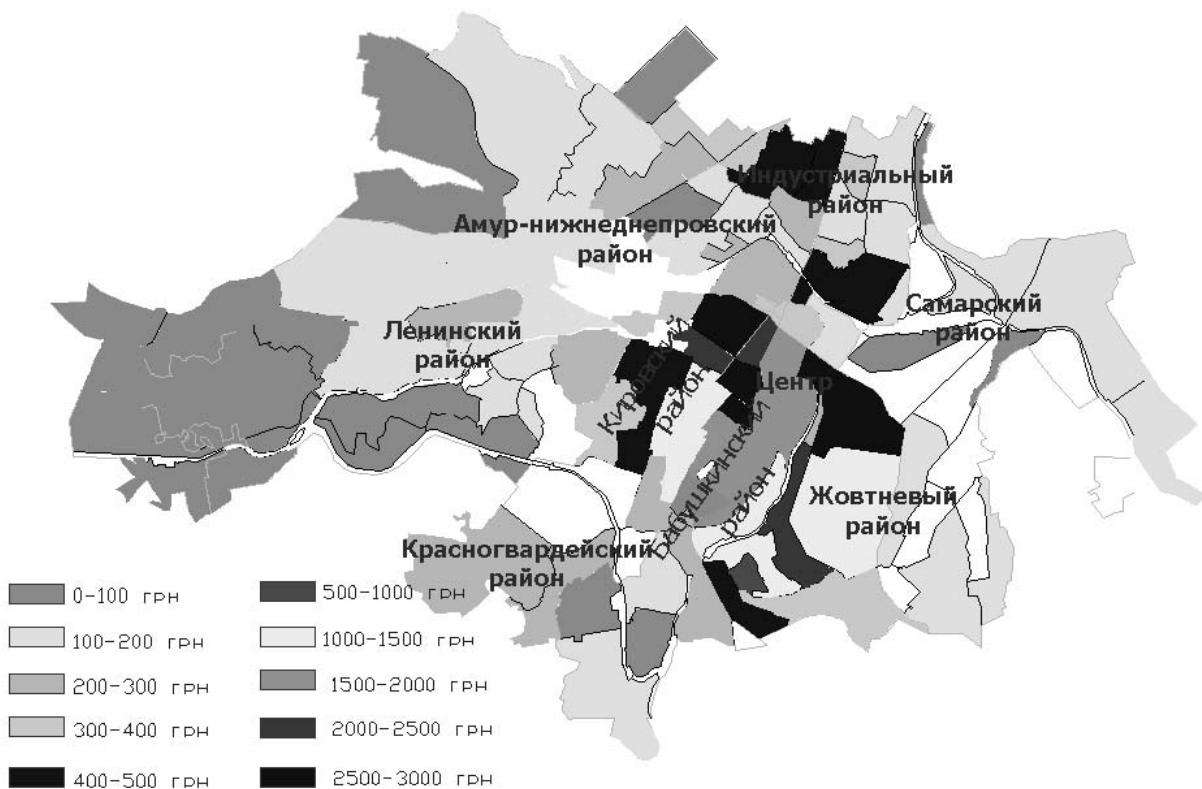 Индустриальный
район
Амур-нижнеднепровский
район
Самарский
район
Ленинский
район
Кировский
район
Центр
Бабушкинский
район
Жовтневый
район
Красногвардейский
район
0-100 грн
100-200 грн
200-300 грн
300-400 грн
400-500 грн
500-1000 грн
1000-1500 грн
1500-2000 грн
2000-2500 грн
2500-3000 грн